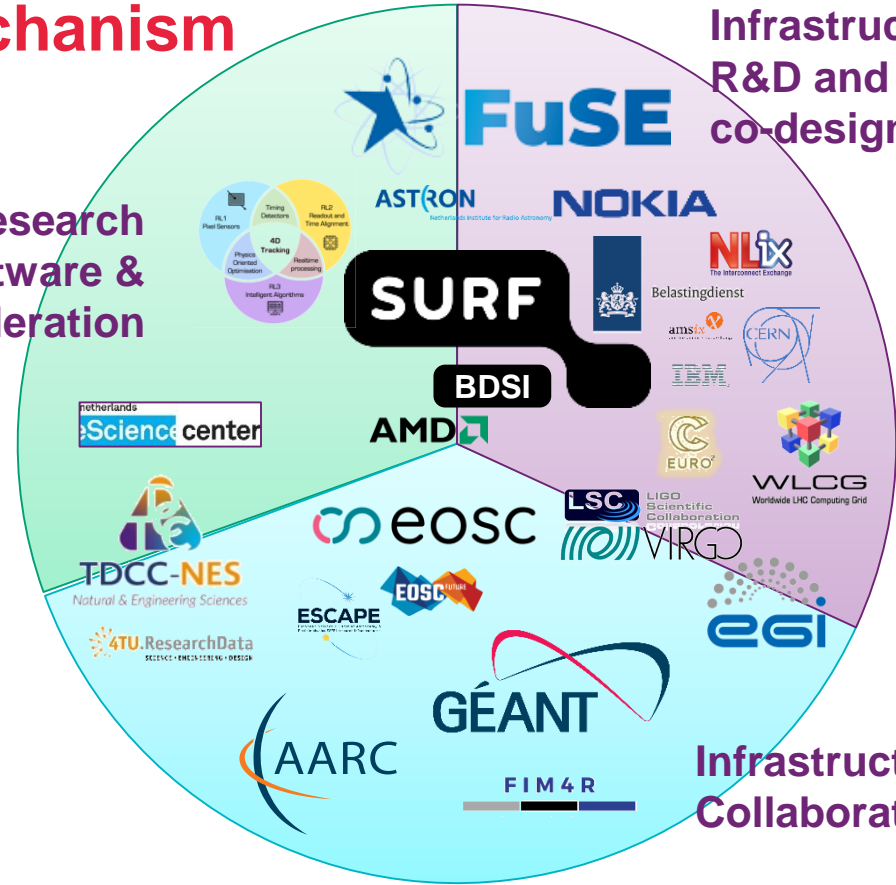 chanism
Infrastruc
R&D and
co-design
FuSE
ASTRON
Netherlands Institute for Radio Astronomy
NOKIA
RL1
Pixel Sensors
Timing
Detectors
RL2
Readout and
Time Alignment
4D
Tracking
Physics
Oriented
Optimisation
Realtime
processing
RL3
Intelligent Algorithms
esearch
tware &
leration
SURF
BDSI
NLix
The Interconnect Exchange
Belastingdienst
amsix
CERN
IBM
netherlands
eScience center
AMD
EURO
WLCG
Worldwide LHC Computing Grid
eosc
LSC
LIGO
Scientific
Collaboration
VIRGO
TDCC-NES
Natural & Engineering Sciences
EOSC FUTURE
ESCAPE
4TU.ResearchData
SCIENCE · ENGINEERING · DESIGN
egi
GÉANT
AARC
FIM4R
Infrastruct
Collaborat